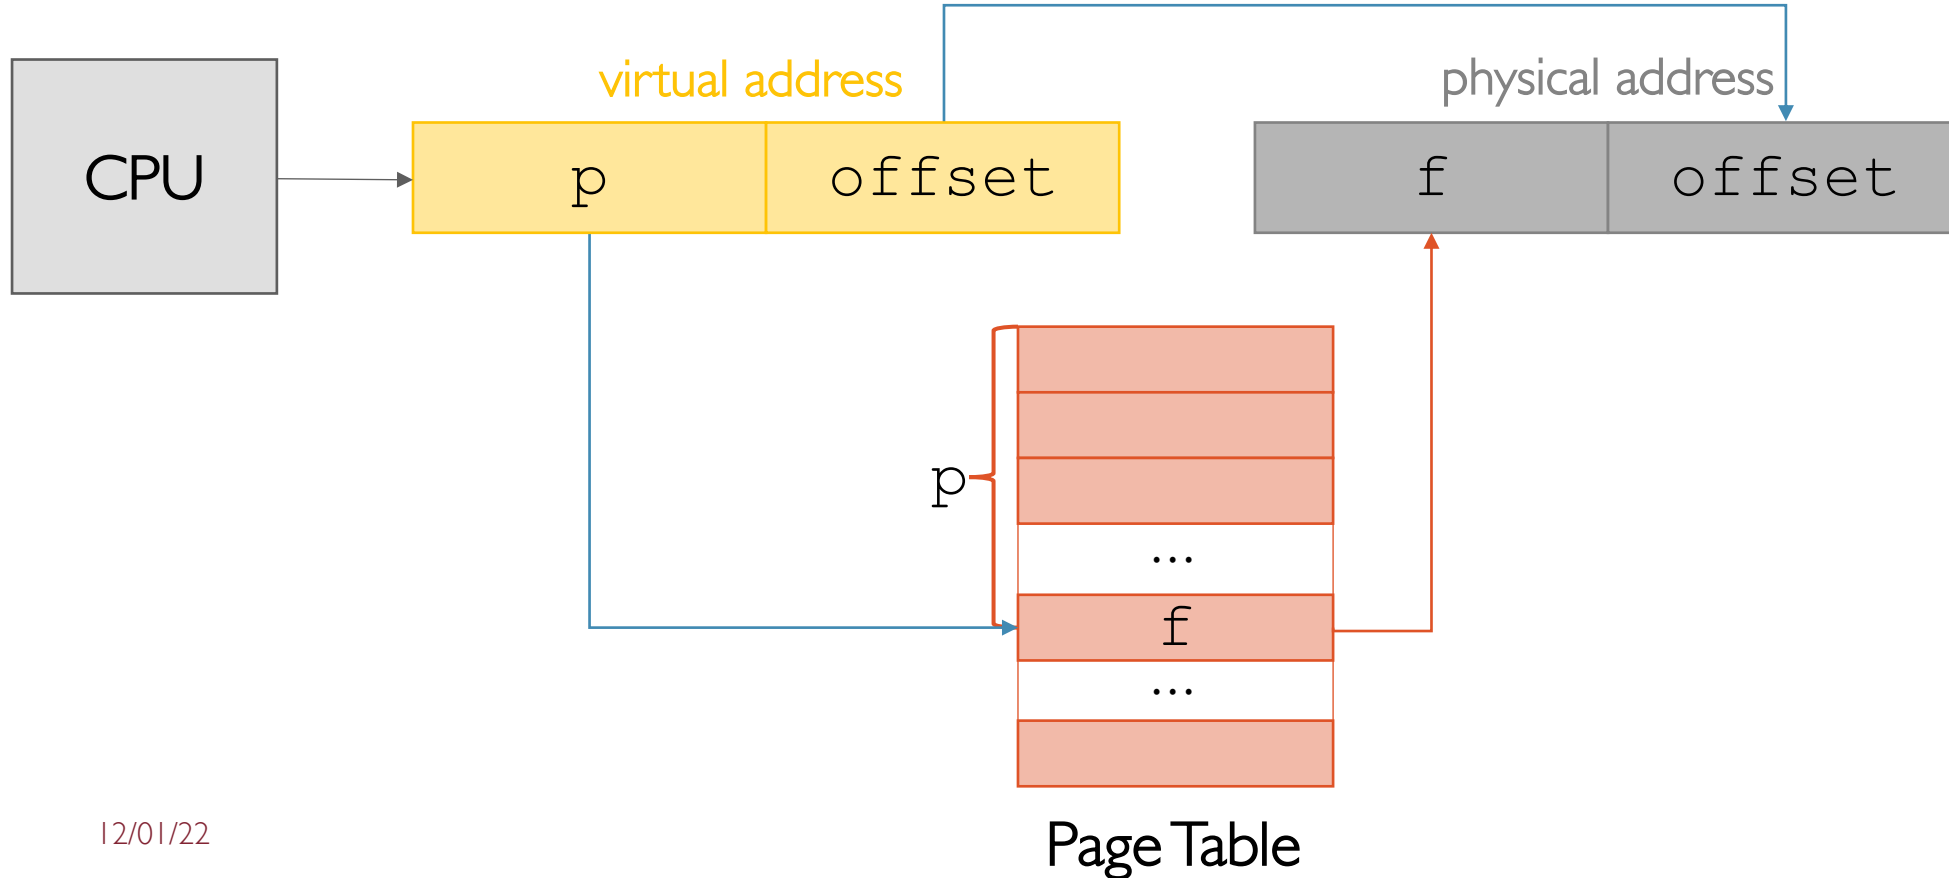 virtual address
physical address
CPU
p
offset
f
offset
p
...
f
...
12/01/22
Page Table